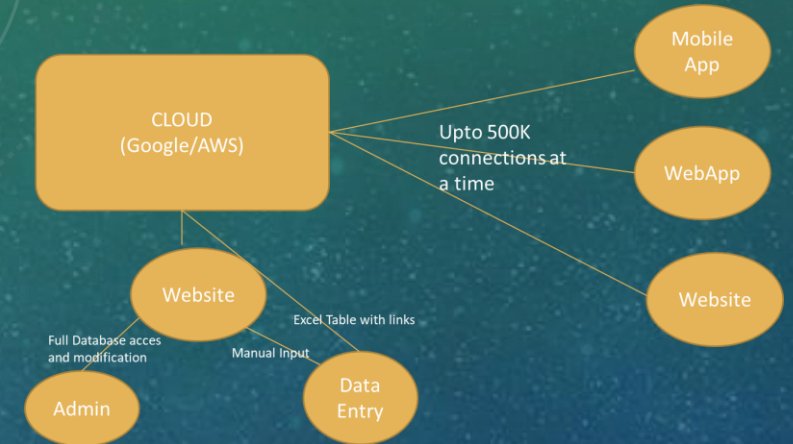 Mobile
App
CLOUD
(Google/AWS)
Upto 500K
connections at
a time
WebApp
Website
Website
Excel Table with links
Full Database acces
and modification
Manual Input
Admin
Data
Entry